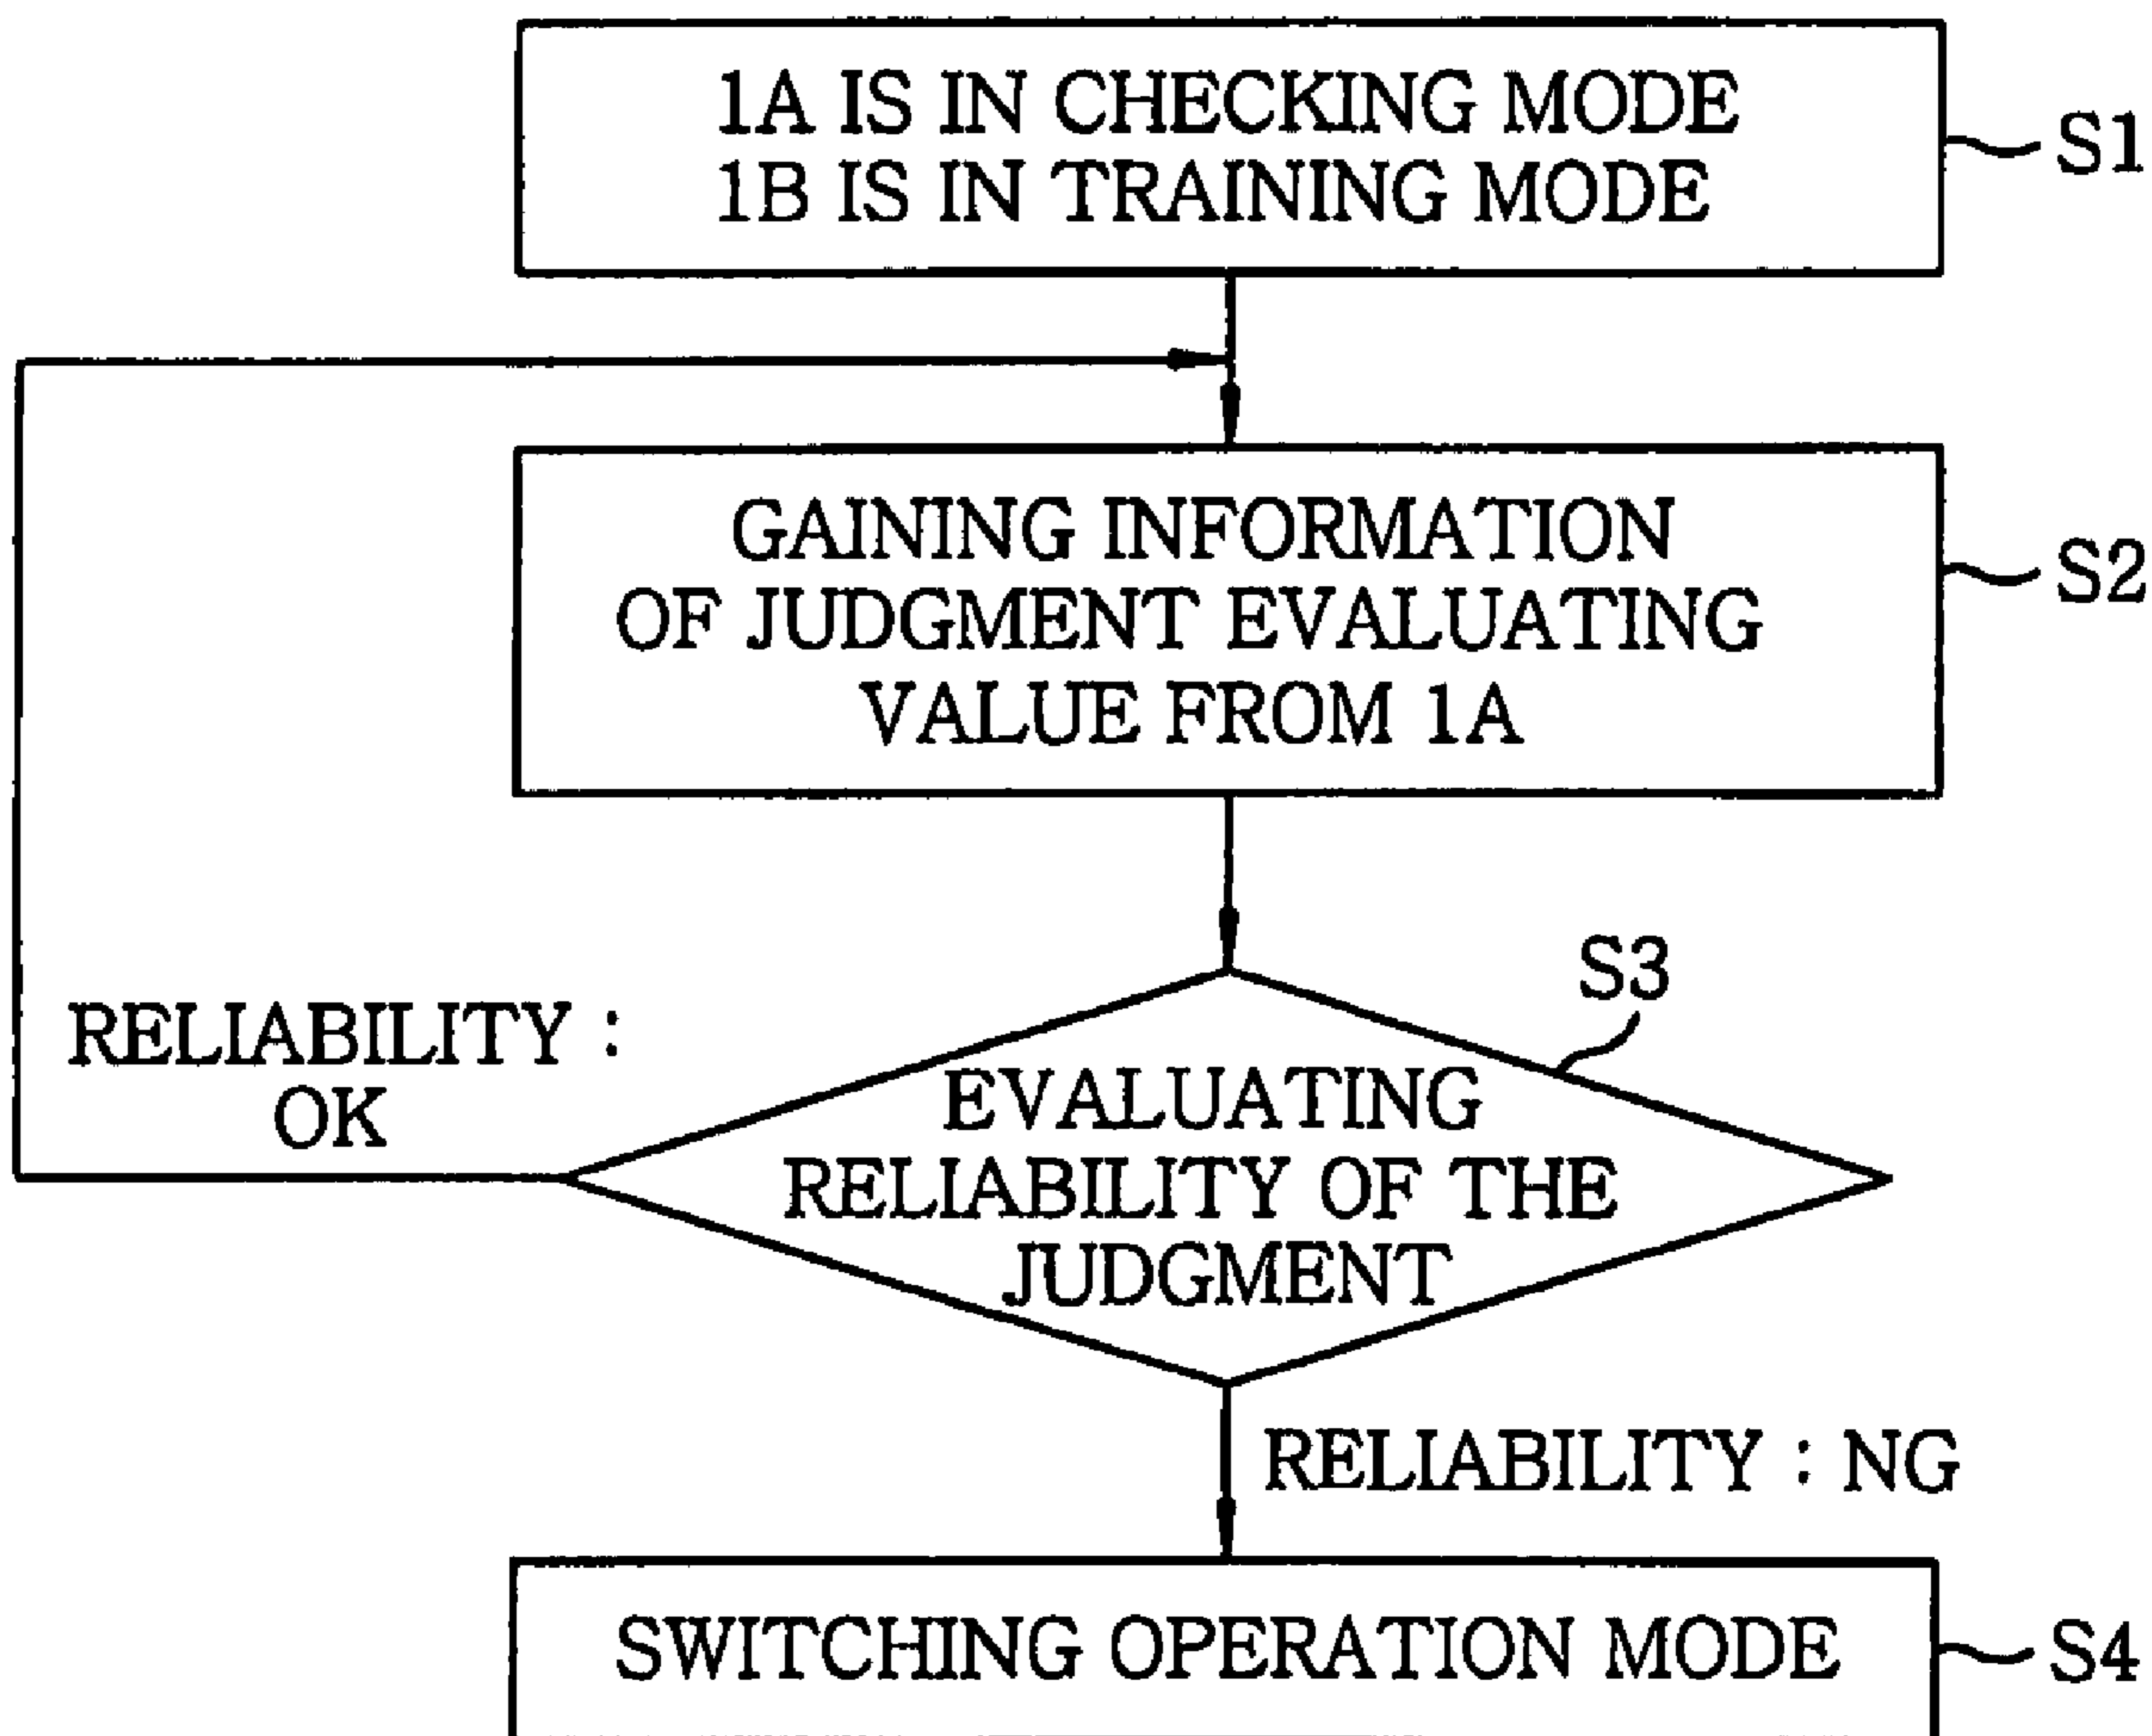 1A IS IN CHECKING MODE
1B IS IN TRAINING MODE
S1
GAINING INFORMATION
OF JUDGMENT EVALUATING
VALUE FROM 1A
S2
S3
RELIABILITY :
OK
EVALUATING
RELIABILITY OF THE
JUDGMENT
RELIABILITY : NG
SWITCHING OPERATION MODE
S4